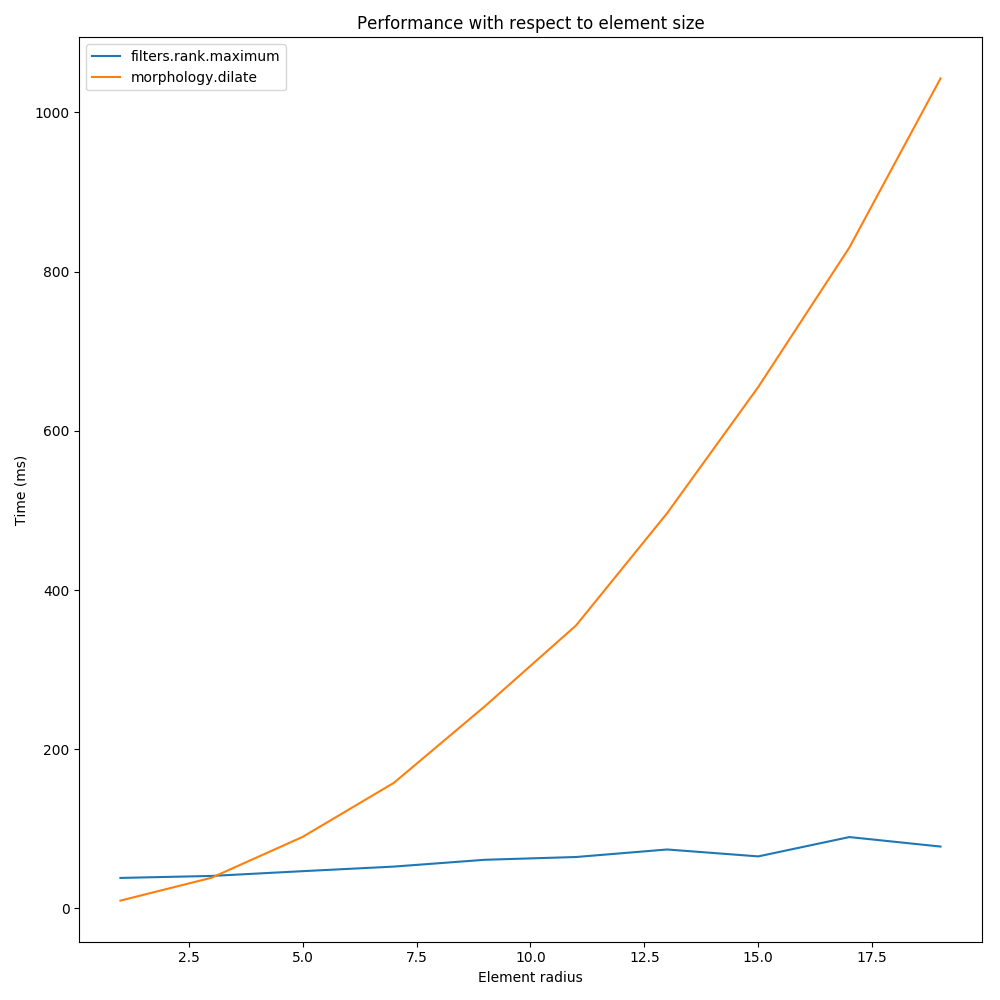 Performance with respect to element size
filters.rank.maximum
morphology.dilate
1000
800
600
400
200
0
Time (ms)
2.5 5.0 7.5 10.0 12.5 15.0 17.5
Element radius